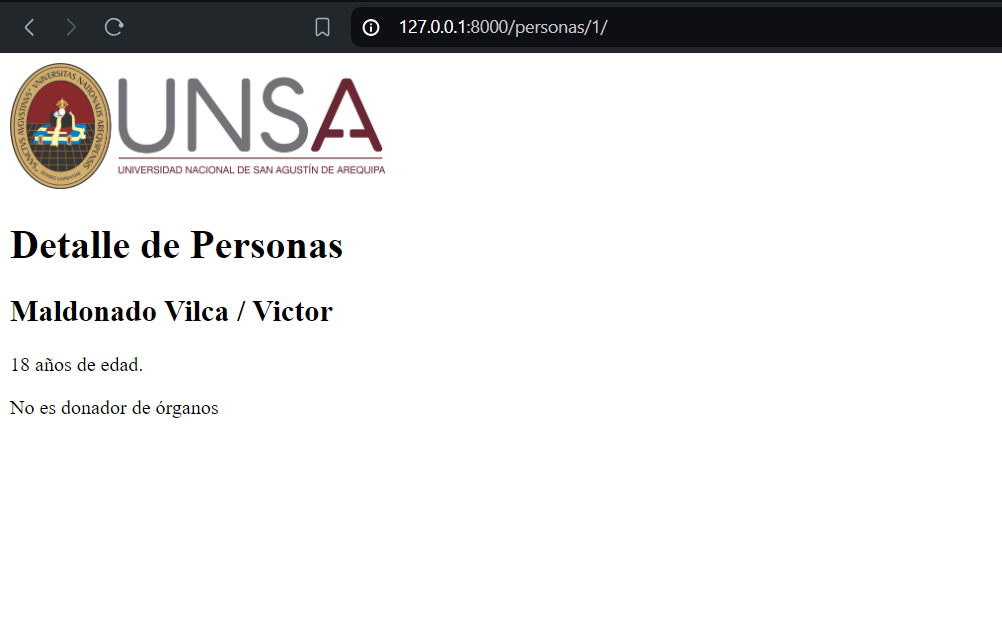 127.0.0.1:8000/personas/1/
UNSA
UNIVERSIDAD NACIONAL DE SAN AGUSTÍN DE AREQUIPA
Detalle de Personas
Maldonado Vilca / Victor
18 años de edad.
No es donador de órganos